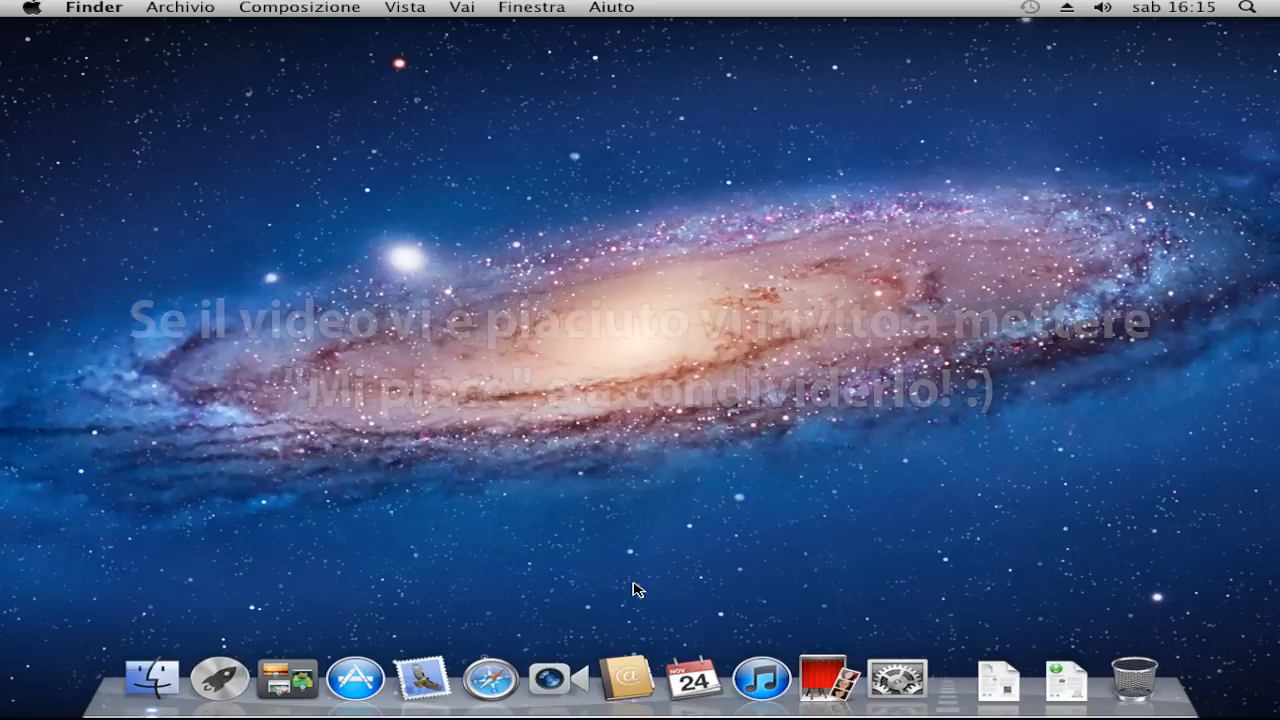 Finder Archivio Composizione Vista Vai Finestra Aiuto sab 16:15
Se il video vi è piaciuto vi invito a mettere
"Mi piace" e a condividerlo! :)
NOV
24